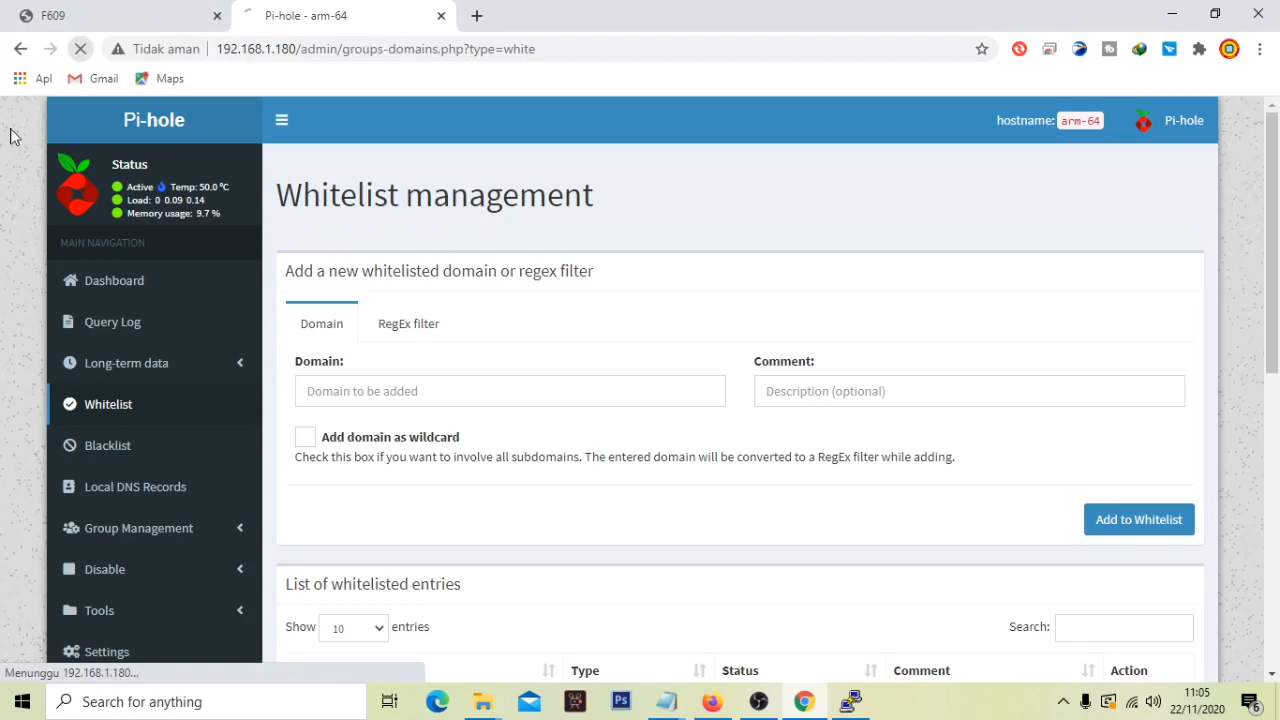 F609
Pi-hole - arm-64
Tidak aman 192.168.1.180/admin/groups-domains.php?type=white
Apl Gmail Maps
Pi-hole
hostname: arm-64 Pi-hole
Status
Active Temp: 50.0 °C
Load: 0 0.09 0.14
Memory usage: 9.7 %
MAIN NAVIGATION
Dashboard
Query Log
Long-term data
Whitelist
Blacklist
Local DNS Records
Group Management
Disable
Tools
Settings
Whitelist management
Add a new whitelisted domain or regex filter
Domain RegEx filter
Domain: Comment:
Domain to be added Description (optional)
Add domain as wildcard
Check this box if you want to involve all subdomains. The entered domain will be converted to a RegEx filter while adding.
Add to Whitelist
List of whitelisted entries
Show 10 entries Search:
Type Status Comment Action
Menunggu 192.168.1.180...
Search for anything
Ps
11:05
22/11/2020
6